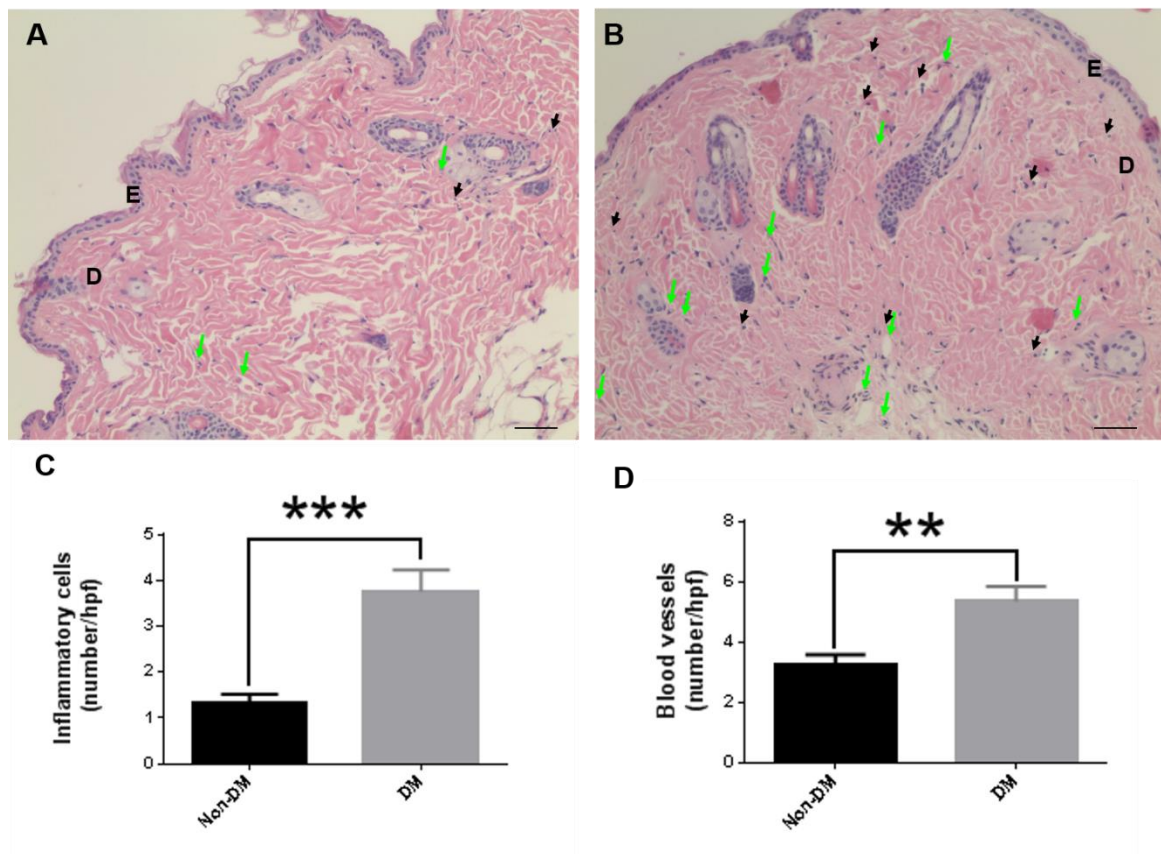 A
E
D
B
E
D
C
***
Inflammatory cells
(number/hpf)
5
4
3
2
1
0
Non-DM
DM
D
**
Blood vessels
(number/hpf)
8
6
4
2
0
Non-DM
DM